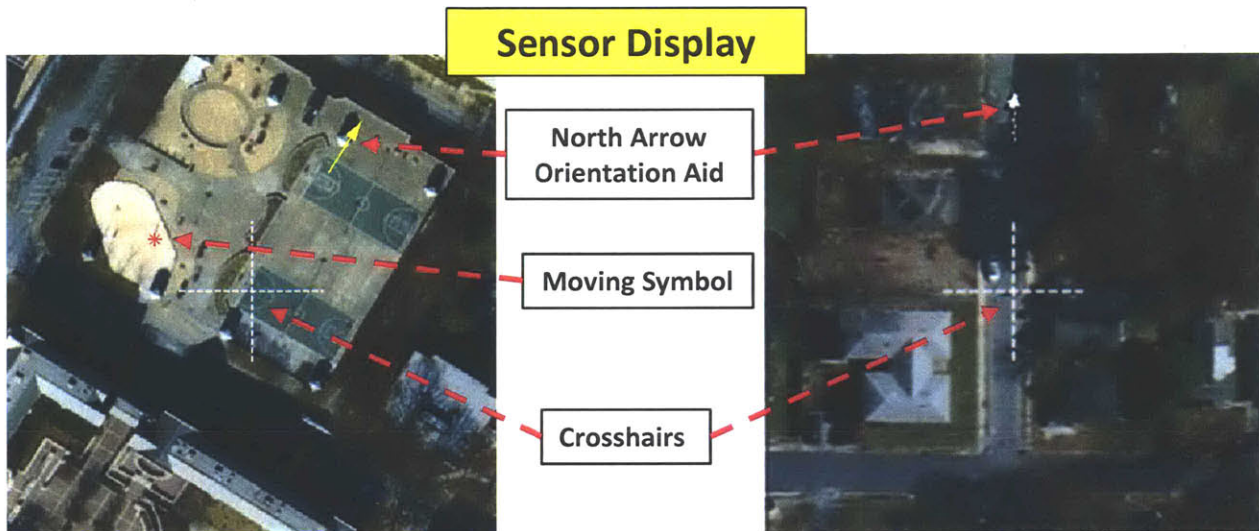 Sensor Display
North Arrow
Orientation Aid
Moving Symbol
Crosshairs